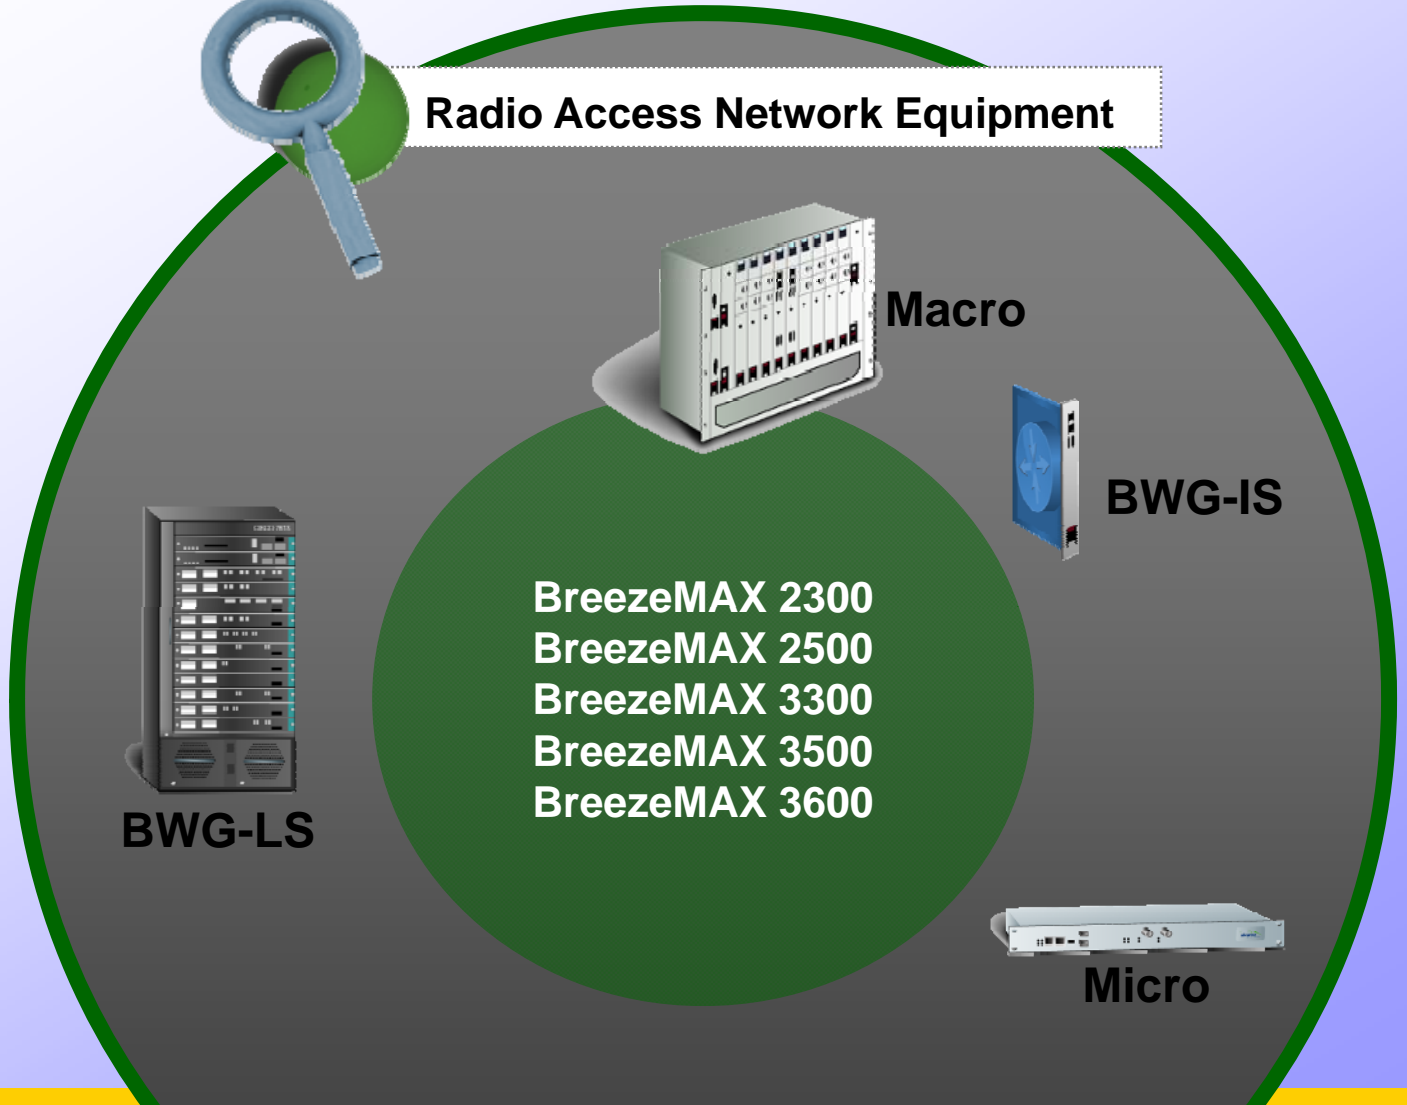 Radio Access Network Equipment
Macro
BWG-IS
BreezeMAX 2300
BreezeMAX 2500
BreezeMAX 3300
BreezeMAX 3500
BreezeMAX 3600
BWG-LS
Micro